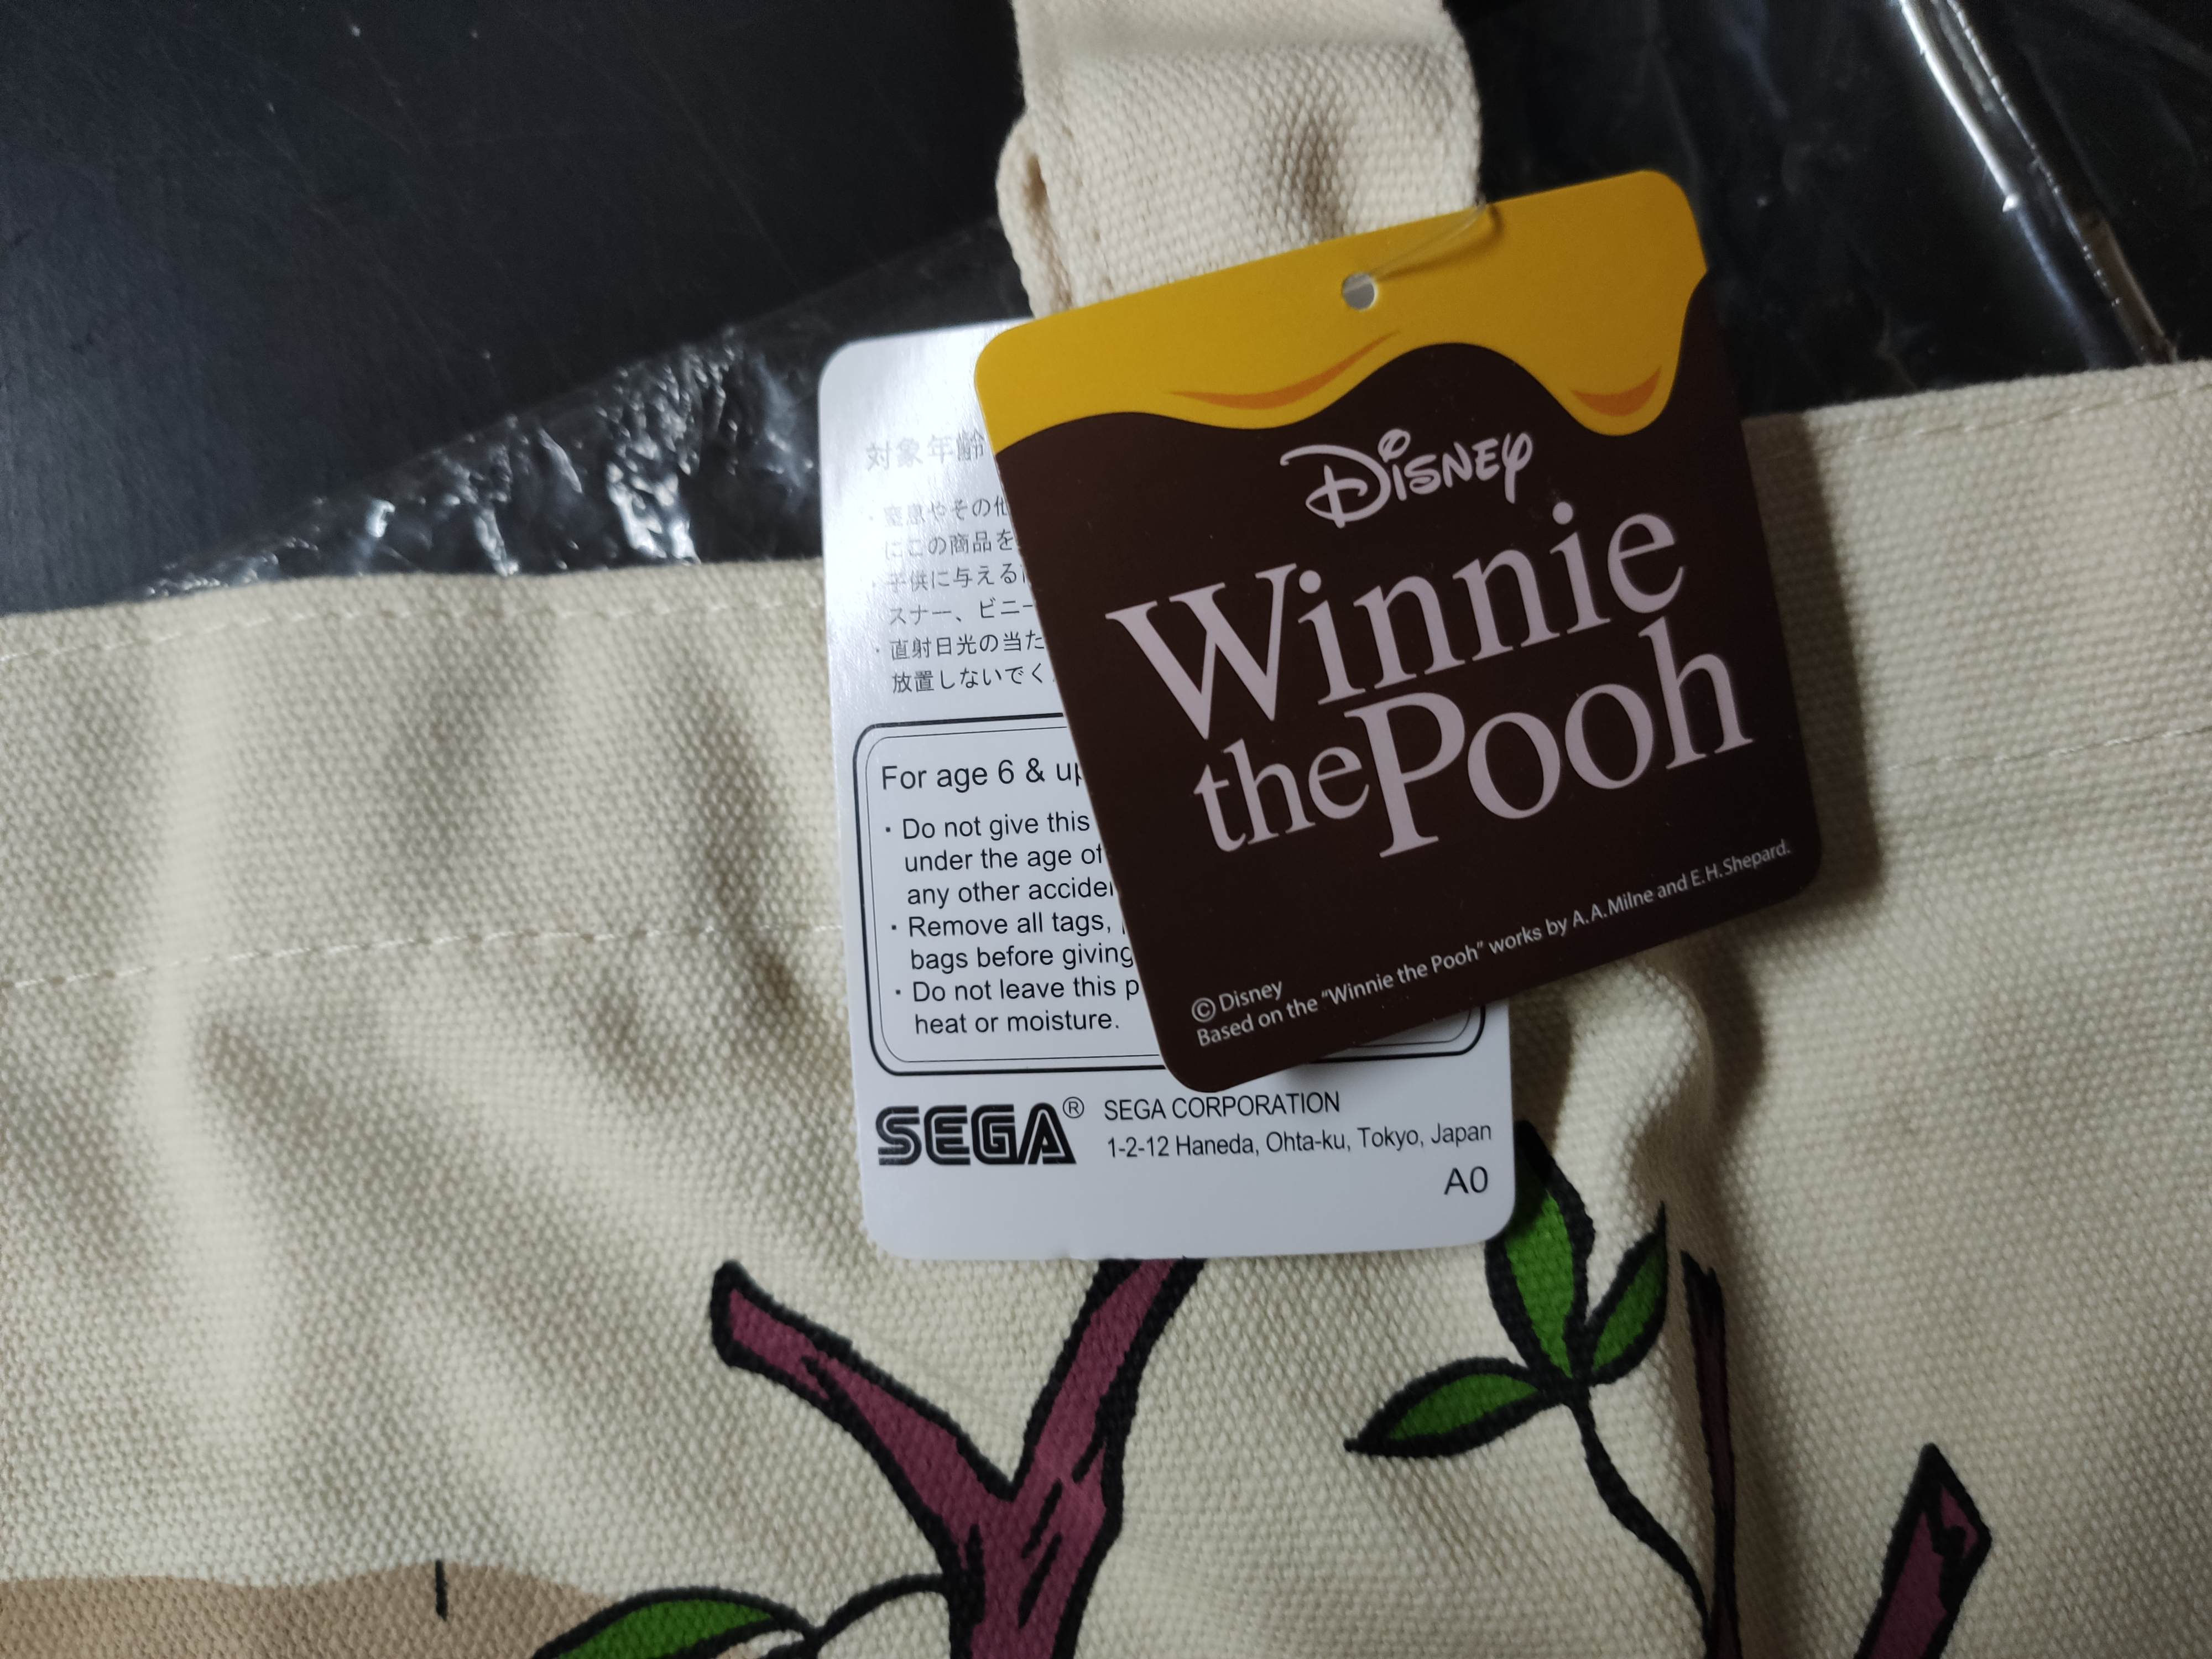 Disney
Winnie
the Pooh
© Disney
Based on the “Winnie the Pooh” works by A.A.Milne and E.H.Shepard.
対象年齢
・窒息やその他
にこの商品を
・子供に与える
スナー、ビニー
・直射日光の当た
放置しないでく
For age 6 & up
・Do not give this
under the age of
any other
・Remove all tags,
bags before giving
・Do not leave this
heat or moisture.
SEGA® SEGA CORPORATION
1-2-12 Haneda, Ohta-ku, Tokyo, Japan
A0